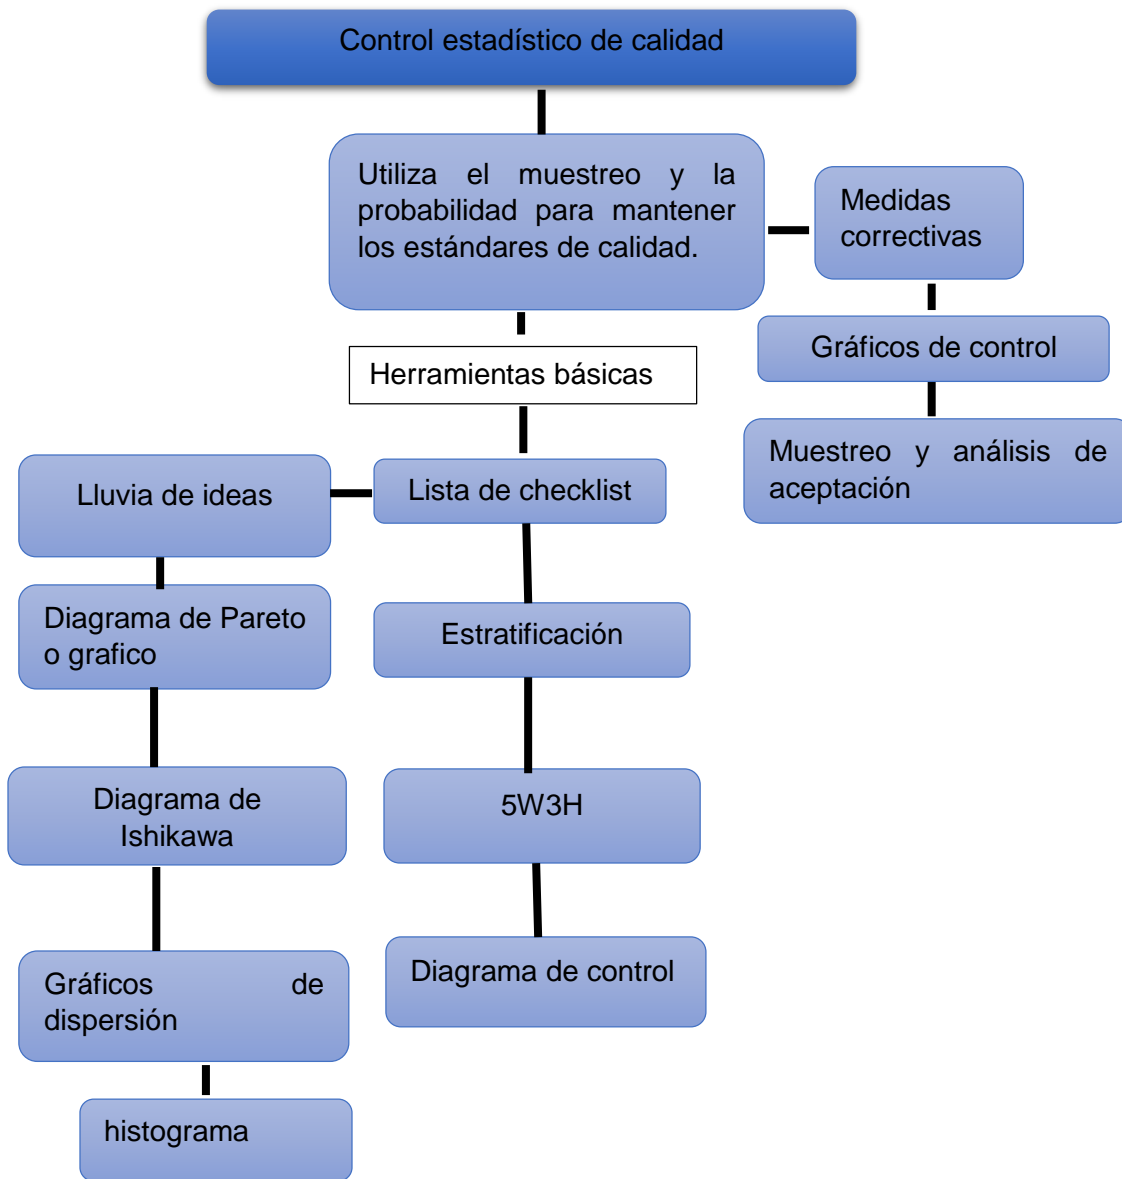 Control estadístico de calidad
Utiliza el muestreo y la
probabilidad para mantener
los estándares de calidad.
Medidas
correctivas
Gráficos de control
Muestreo y análisis de
aceptación
Herramientas básicas
Lista de checklist
Lluvia de ideas
Diagrama de Pareto
o grafico
Diagrama de
Ishikawa
Gráficos de
dispersión
histograma
Estratificación
5W3H
Diagrama de control